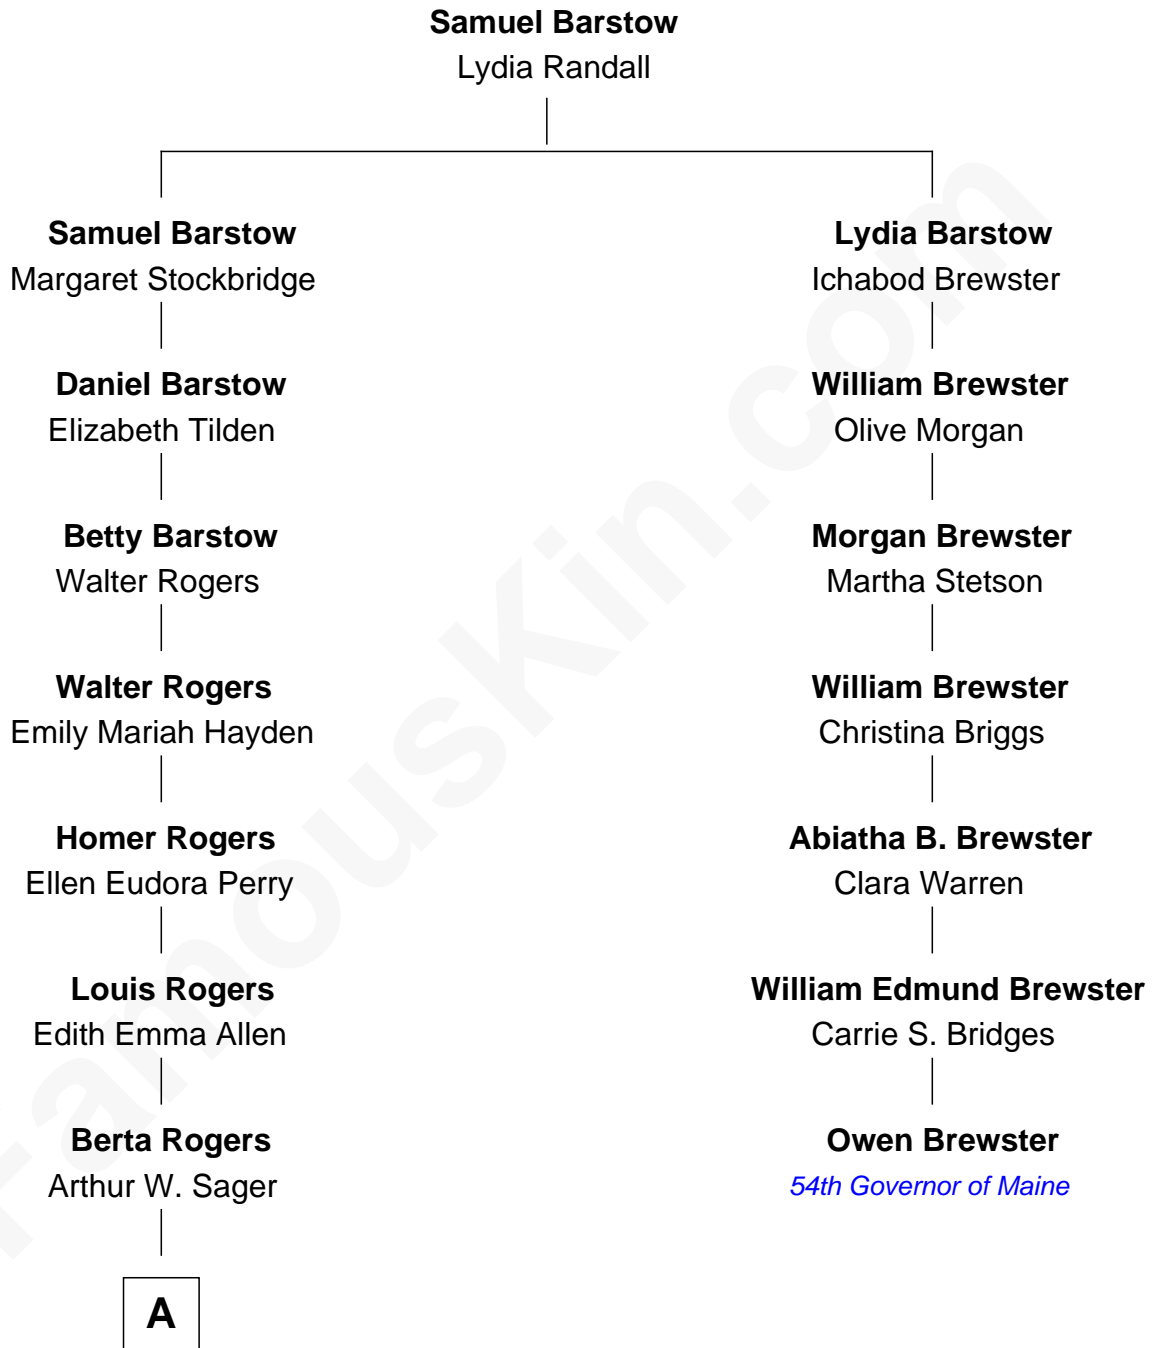 Samuel Barstow
Lydia Randall
Samuel Barstow
Margaret Stockbridge
Daniel Barstow
Elizabeth Tilden
Betty Barstow
Walter Rogers
Walter Rogers
Emily Mariah Hayden
Homer Rogers
Ellen Eudora Perry
Louis Rogers
Edith Emma Allen
Berta Rogers
Arthur W. Sager
A
Lydia Barstow
Ichabod Brewster
William Brewster
Olive Morgan
Morgan Brewster
Martha Stetson
William Brewster
Christina Briggs
Abiatha B. Brewster
Clara Warren
William Edmund Brewster
Carrie S. Bridges
Owen Brewster
54th Governor of Maine
FamousKin.com